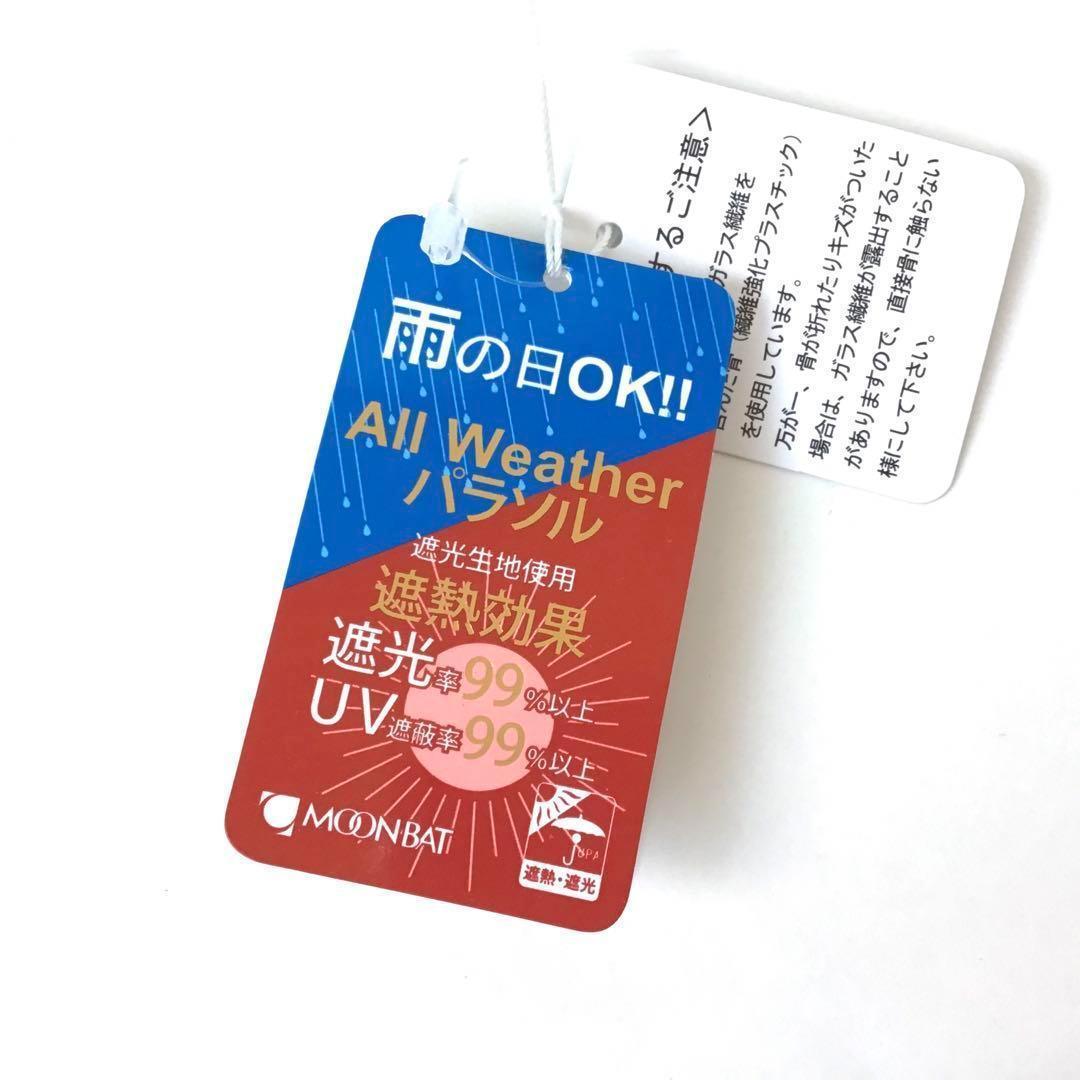 雨の日OK!!
All Weather
パラソル
遮光生地使用
遮熱効果
遮光率99%以上
UV遮蔽率99%以上
MOONBAT
JUPA
遮熱・遮光
するご注意>
ガラス繊維を
含んだ骨(繊維強化プラスチック)
を使用しています。
万が一、骨が折れたりキズがついた
場合は、ガラス繊維が露出すること
がありますので、直接骨に触らない
様にして下さい。